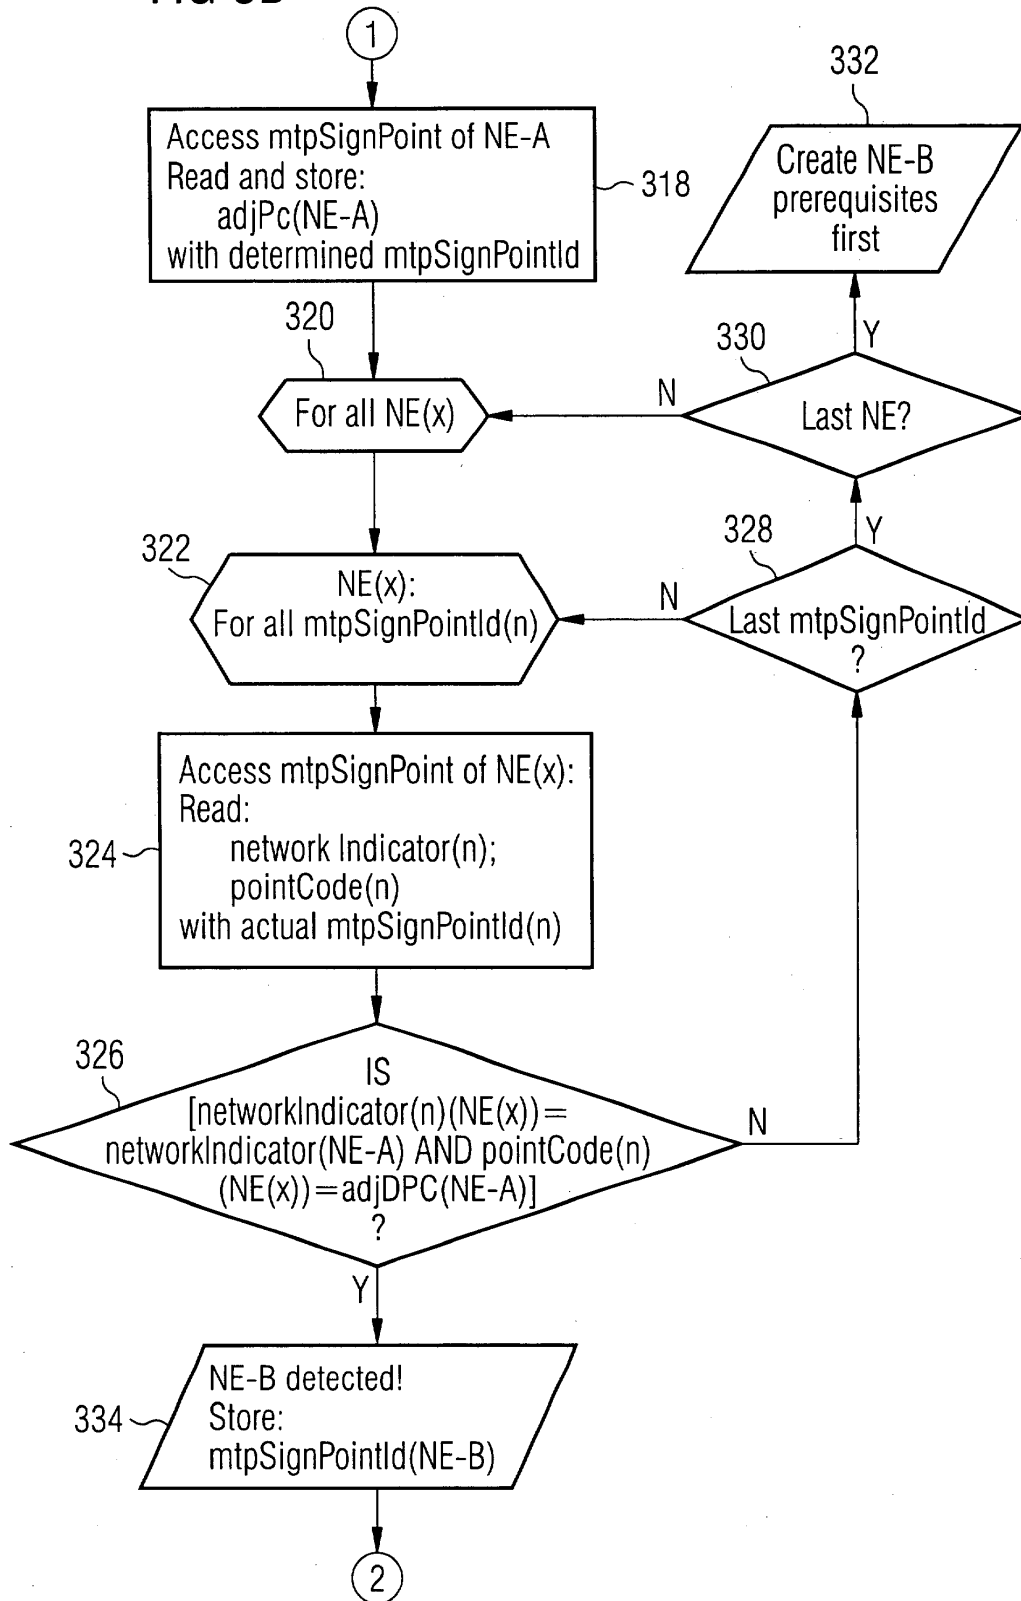 1
Access mtpSignPoint of NE-A
Read and store:
adjPc(NE-A)
with determined mtpSignPointId
318
332
Create NE-B
prerequisites
first
320
For all NE(x)
N
330
Y
Last NE?
322
NE(x):
For all mtpSignPointId(n)
N
328
Y
Last mtpSignPointId
?
324
Access mtpSignPoint of NE(x):
Read:
network Indicator(n);
pointCode(n)
with actual mtpSignPointId(n)
326
IS
[networkIndicator(n)(NE(x))=
networkIndicator(NE-A) AND pointCode(n)
(NE(x))=adjDPC(NE-A)]
?
N
Y
334
NE-B detected!
Store:
mtpSignPointId(NE-B)
2